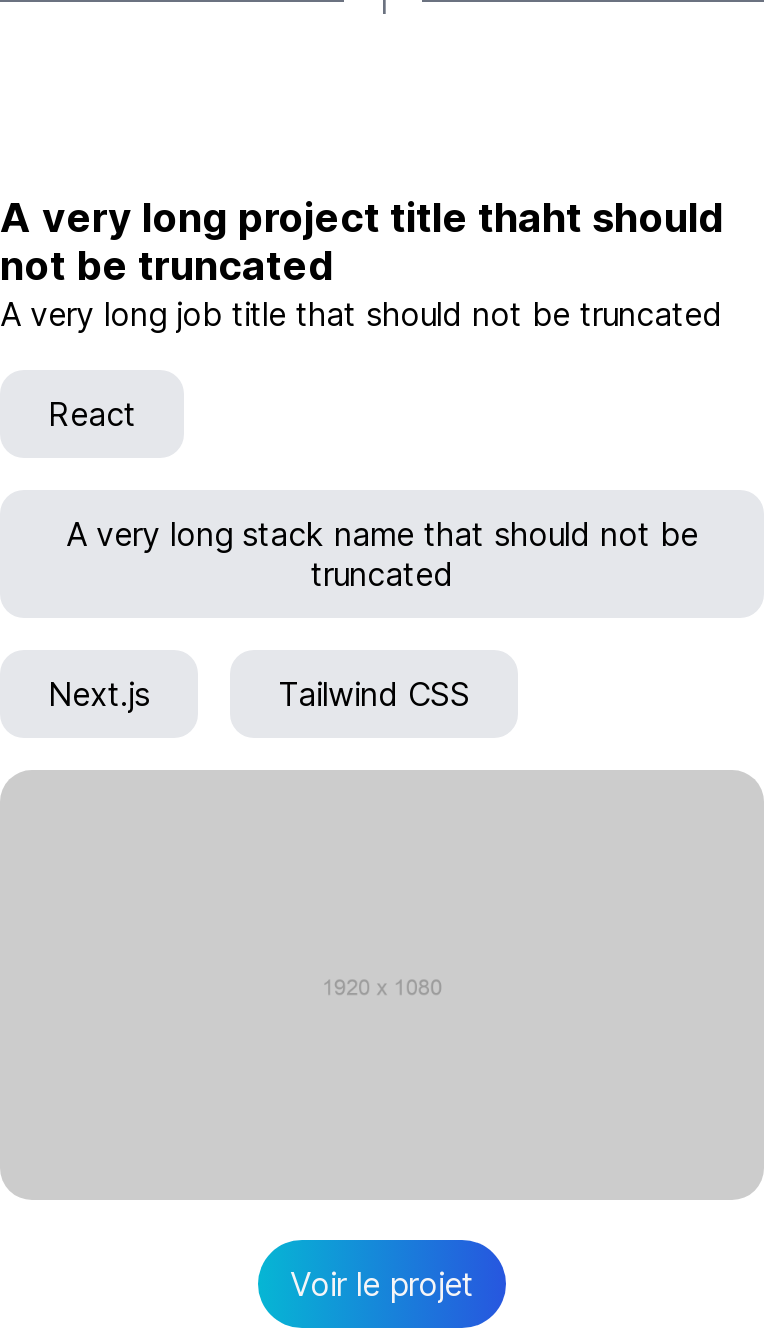 A very long project title thaht should
not be truncated
A very long job title that should not be truncated
React
A very long stack name that should not be
truncated
Next.js
Tailwind CSS
1920 x 1080
Voir le projet